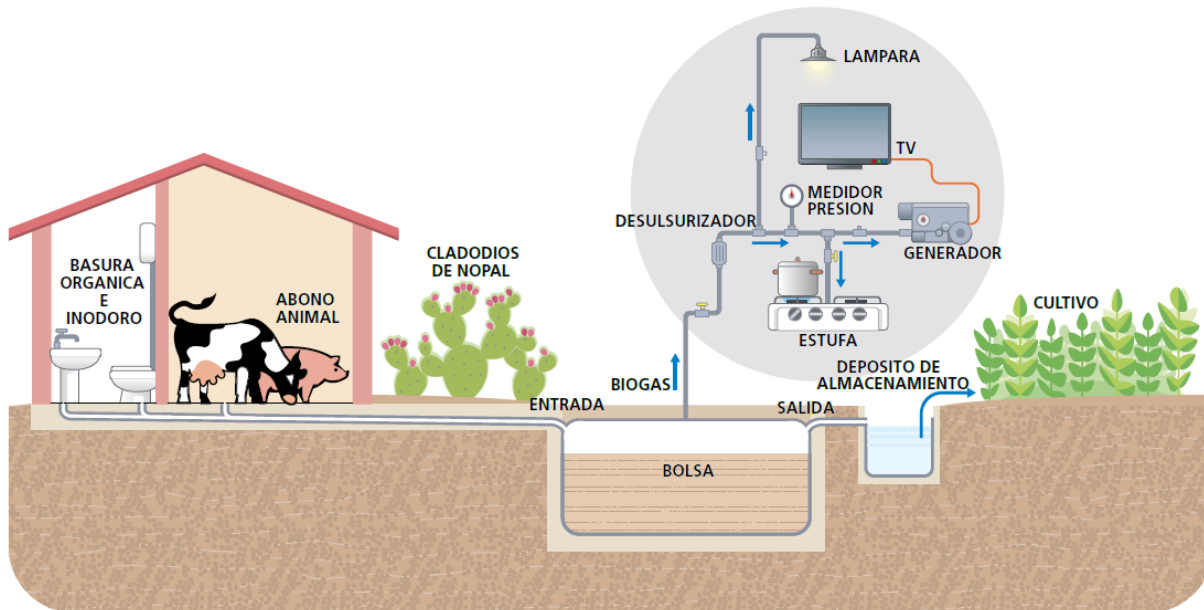 LAMPARA
TV
MEDIDOR
PRESION
DESULSURIZADOR
GENERADOR
BASURA
ORGANICA
E
INODORO
ABONO
ANIMAL
CLADODIOS
DE NOPAL
ESTUFA
CULTIVO
BIOGAS
DEPOSITO DE
ALMACENAMIENTO
ENTRADA
SALIDA
BOLSA